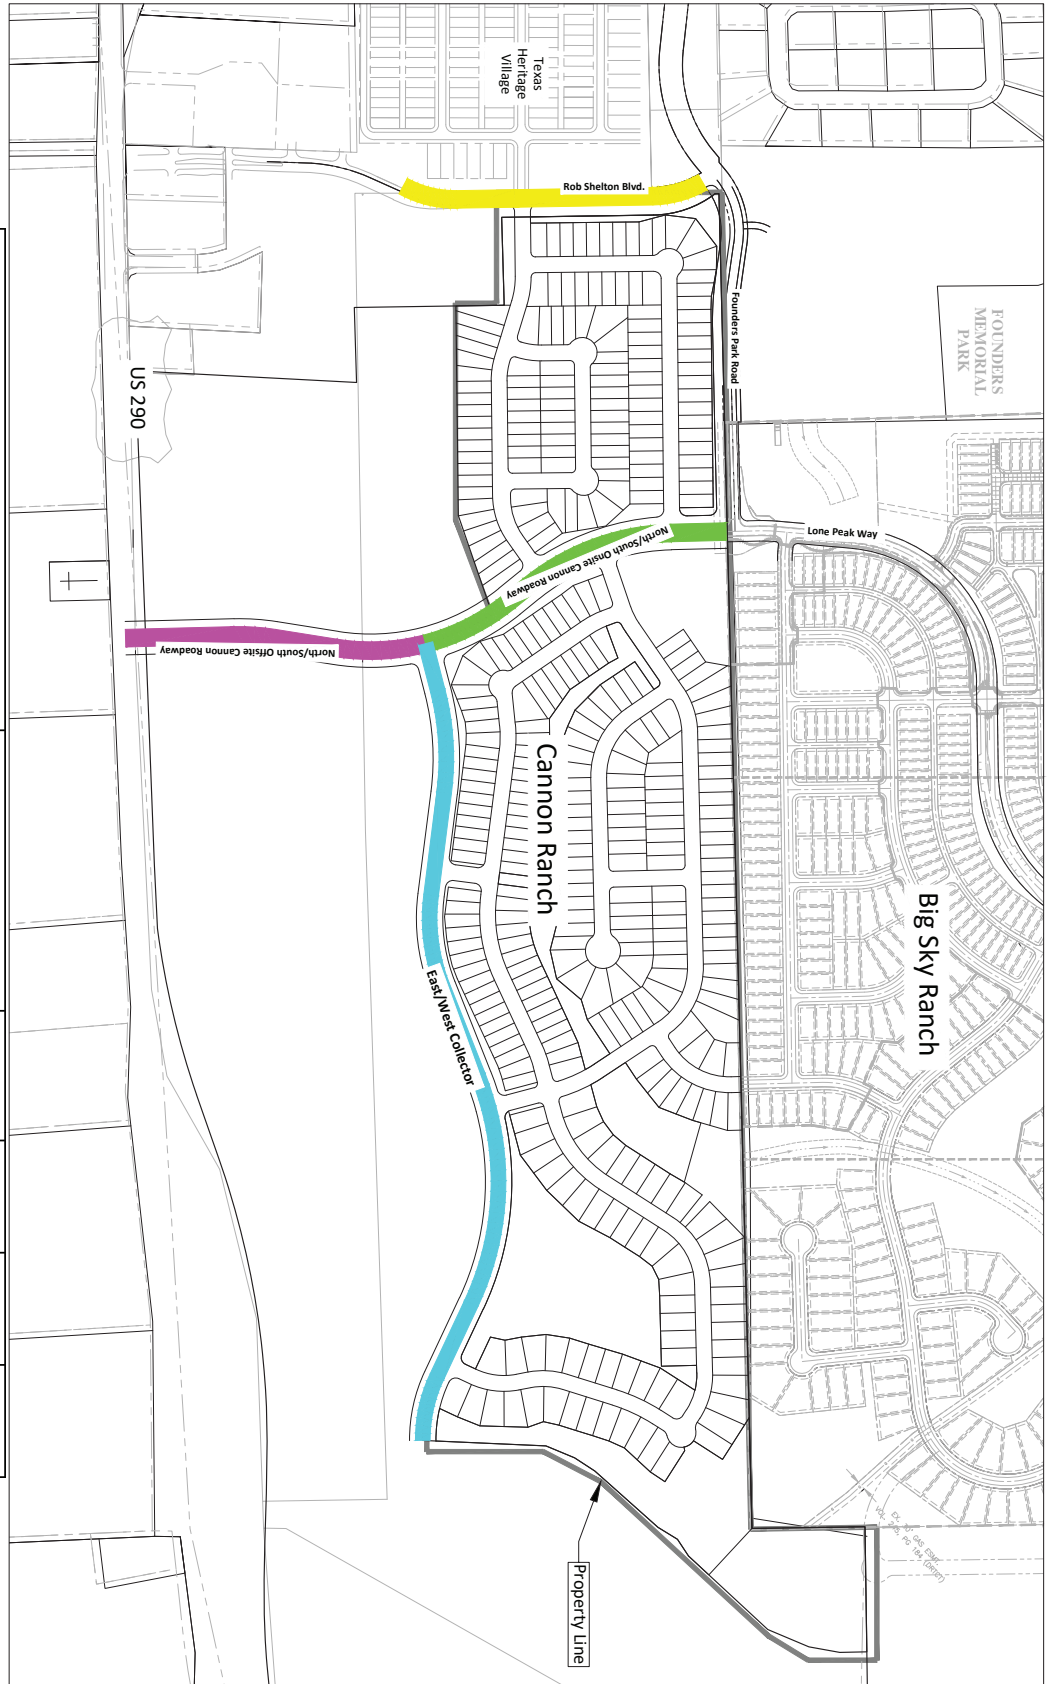 Texas
Heritage
Village
Rob Shelton Blvd.
Founders Park Road
FOUNDERS
MEMORIAL
PARK
US 290
Lone Peak Way
North/South Onsite Cannon Roadway
North/South Offsite Cannon Roadway
Cannon Ranch
Big Sky Ranch
East/West Collector
Property Line